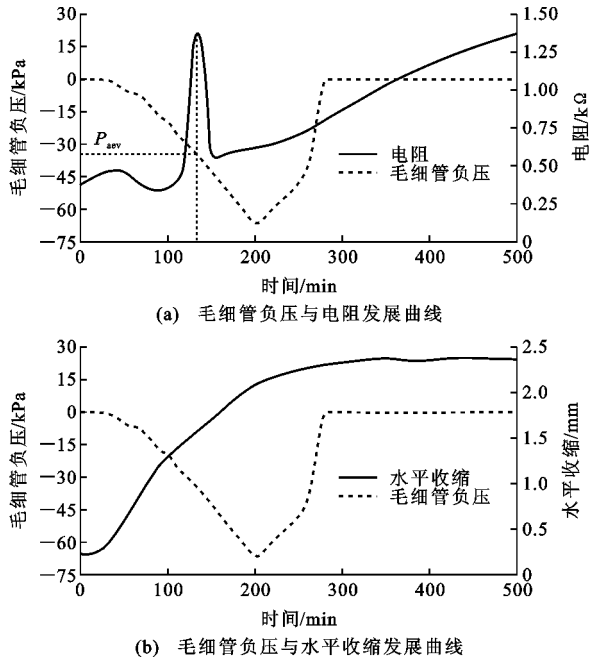 毛细管负压/kPa
30
15
0
−15
−30
−45
−60
−75
P_aev
电阻
毛细管负压
1.50
1.25
1.00
0.75
0.50
0.25
0
电阻/kΩ
0 100 200 300 400 500
时间/min
(a) 毛细管负压与电阻发展曲线
毛细管负压/kPa
30
15
0
−15
−30
−45
−60
−75
水平收缩
毛细管负压
2.5
2.0
1.5
1.0
0.5
0
水平收缩/mm
0 100 200 300 400 500
时间/min
(b) 毛细管负压与水平收缩发展曲线